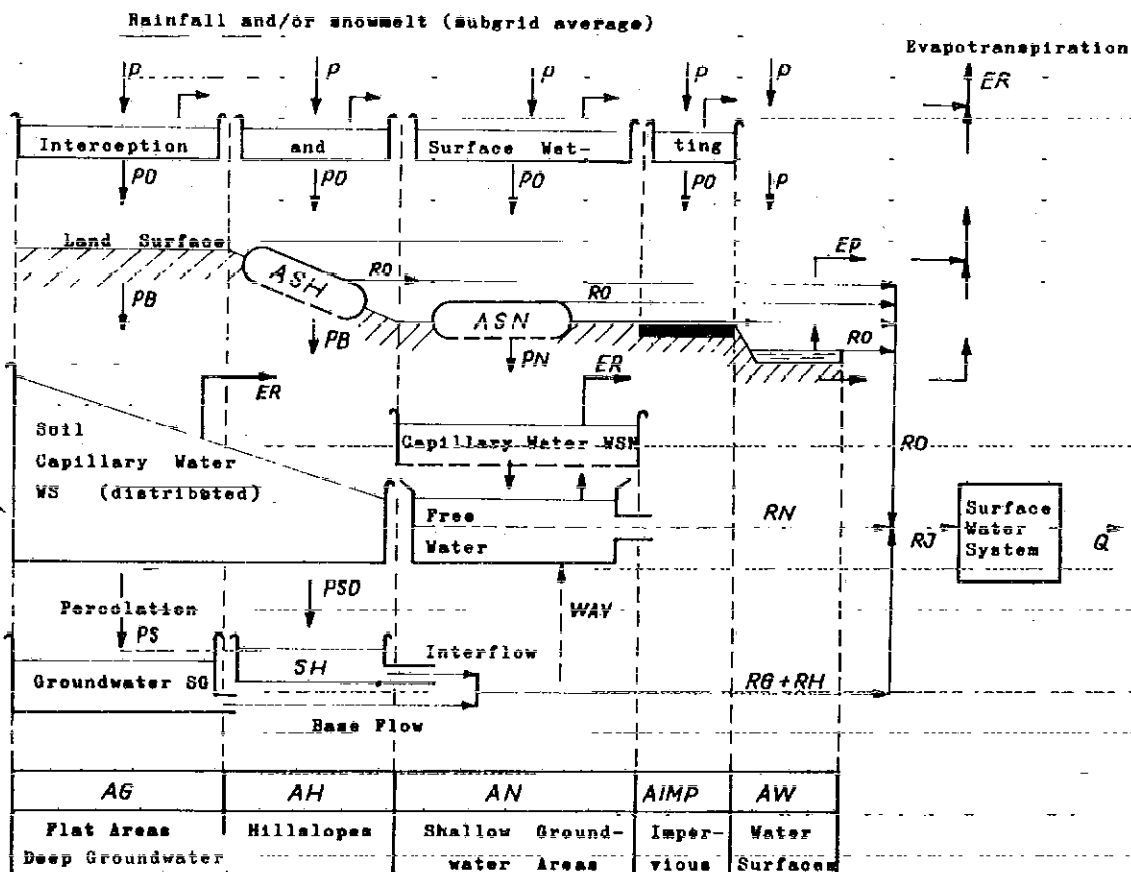 Rainfall and/or snowmelt (subgrid average)
Evapotranspiration
P P P P P ER
Interception and Surface Wet- ting
PO PO PO PO P
Land Surface
ASH RO EP
PB RO
ASN RO
PB PN
ER ER
Soil
Capillary Water
WS (distributed)
Capillary Water WSN
RO
Free
Water
RN
RJ
Surface
Water
System
Q
PSD
Percolation
PS
WAV
SH
Interflow
Groundwater SG
RG+RH
Base Flow
AG AH AN AIMP AW
Flat Areas Hillslopes Shallow Ground- Imper- Water
Deep Groundwater water Areas vious Surfaces